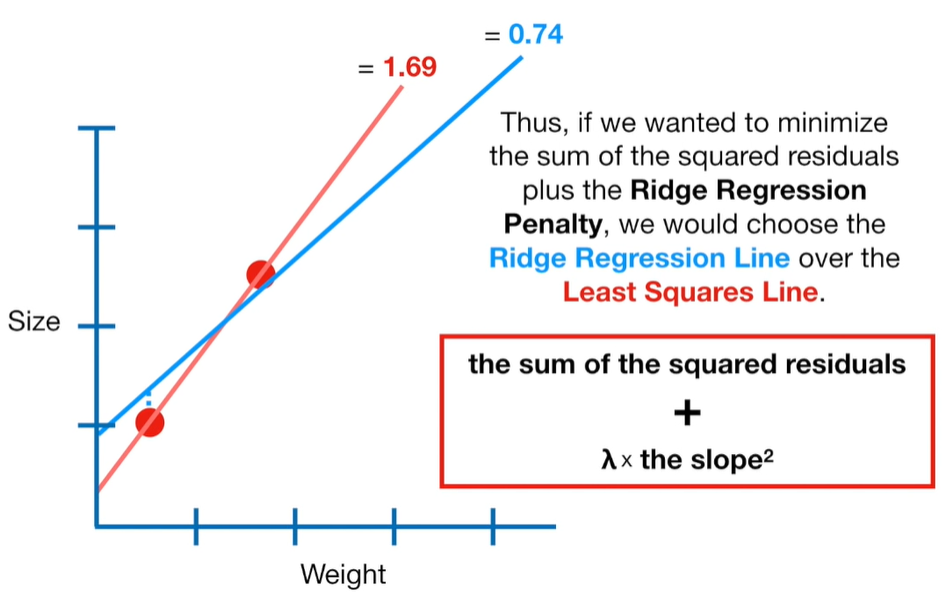 = 0.74
= 1.69
Thus, if we wanted to minimize
the sum of the squared residuals
plus the Ridge Regression
Penalty, we would choose the
Ridge Regression Line over the
Least Squares Line.
Size
the sum of the squared residuals
+
λ x the slope²
Weight